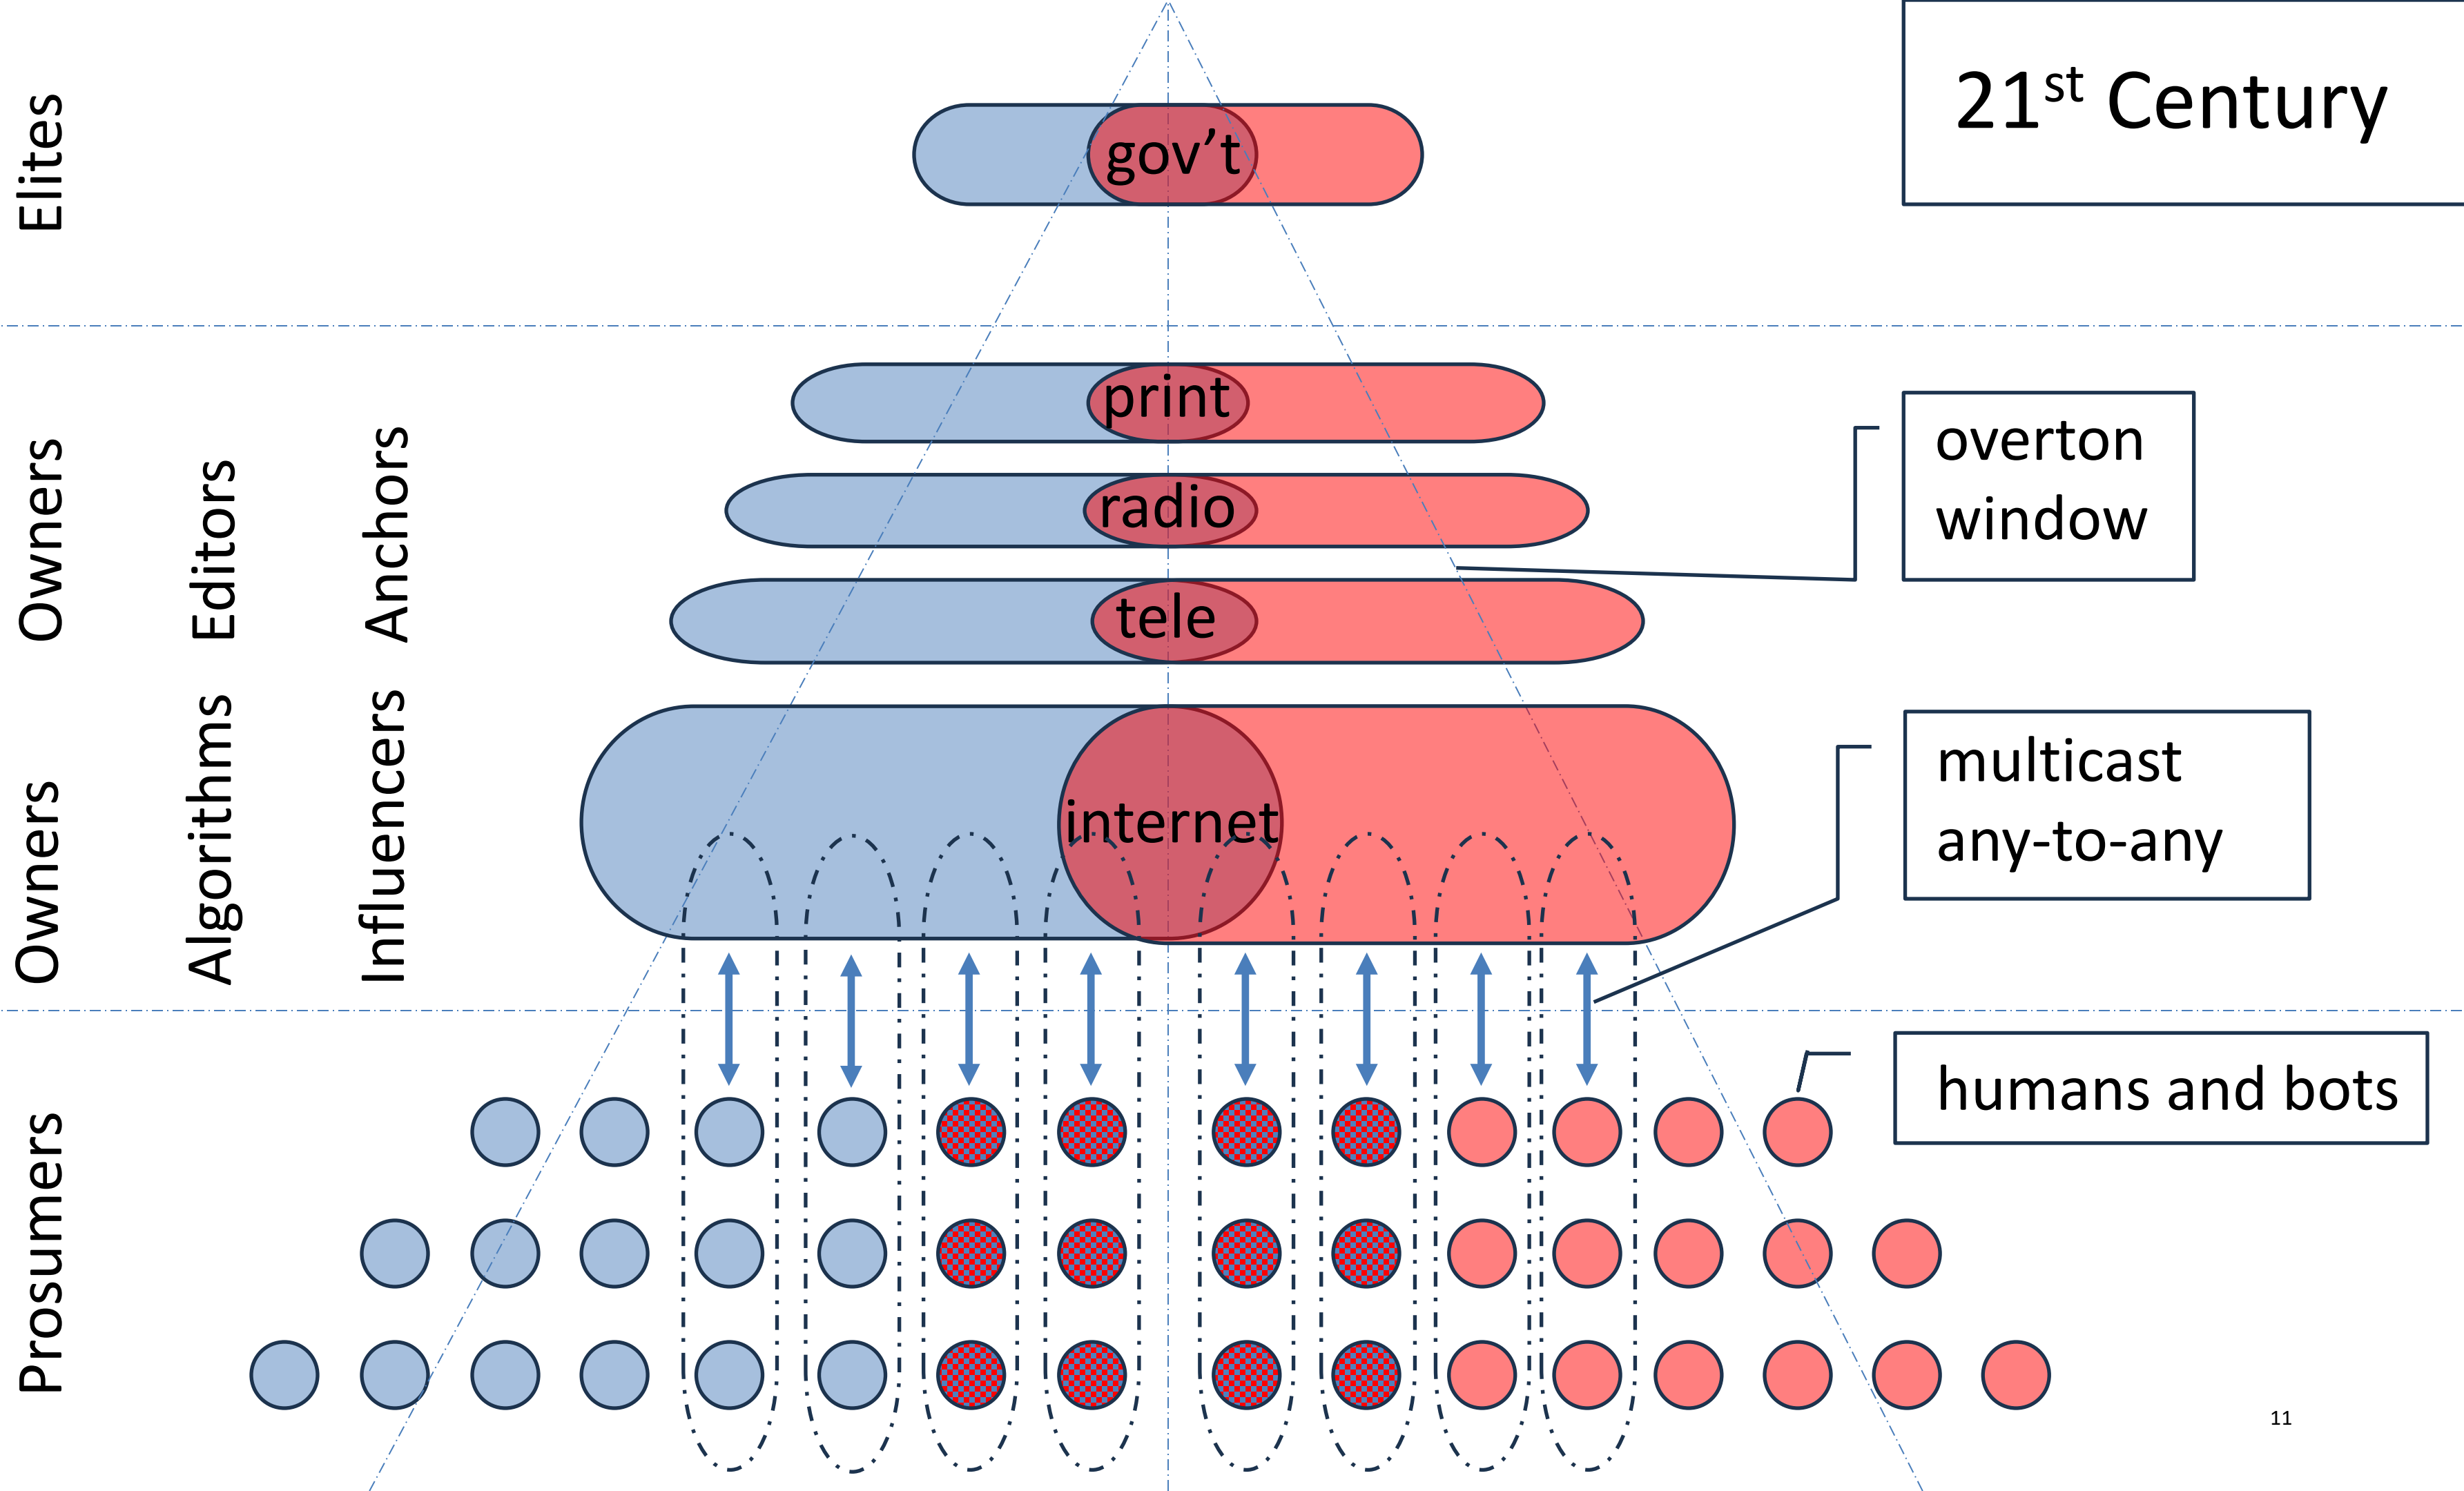 21st Century
Elites
gov't
Owners
Editors
Anchors
print
radio
tele
overton
window
Owners
Algorithms
Influencers
internet
multicast
any-to-any
Prosumers
humans and bots
11